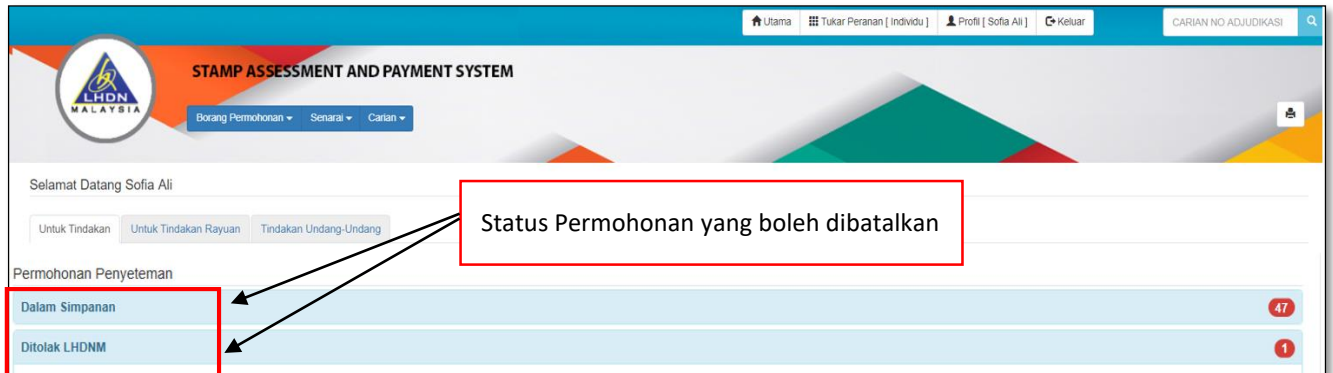 Utama
Tukar Peranan [ Individu ]
Profil [ Sofia Ali ]
Keluar
CARIAN NO ADJUDIKASI
LHDN
MALAYSIA
STAMP ASSESSMENT AND PAYMENT SYSTEM
Borang Permohonan
Senarai
Carian
Selamat Datang Sofia Ali
Status Permohonan yang boleh dibatalkan
Untuk Tindakan
Untuk Tindakan Rayuan
Tindakan Undang-Undang
Permohonan Penyeteman
Dalam Simpanan
47
Ditolak LHDNM
1